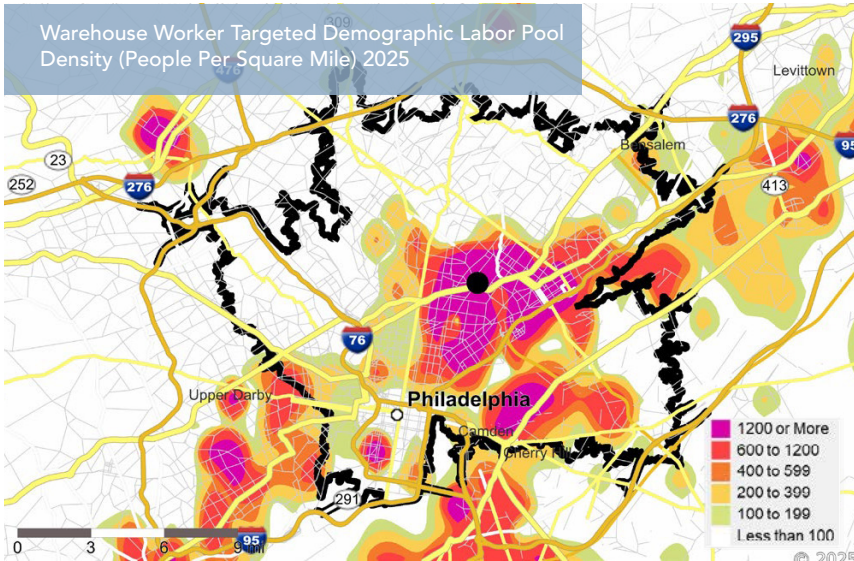 Warehouse Worker Targeted Demographic Labor Pool
Density (People Per Square Mile) 2025
309
476
295
Levittown
276
95
Bensalem
23
252
276
413
76
Upper Darby
Philadelphia
Camden
Cherry Hill
291
95
0 3 6 9 mi
1200 or More
600 to 1200
400 to 599
200 to 399
100 to 199
Less than 100
© 2025